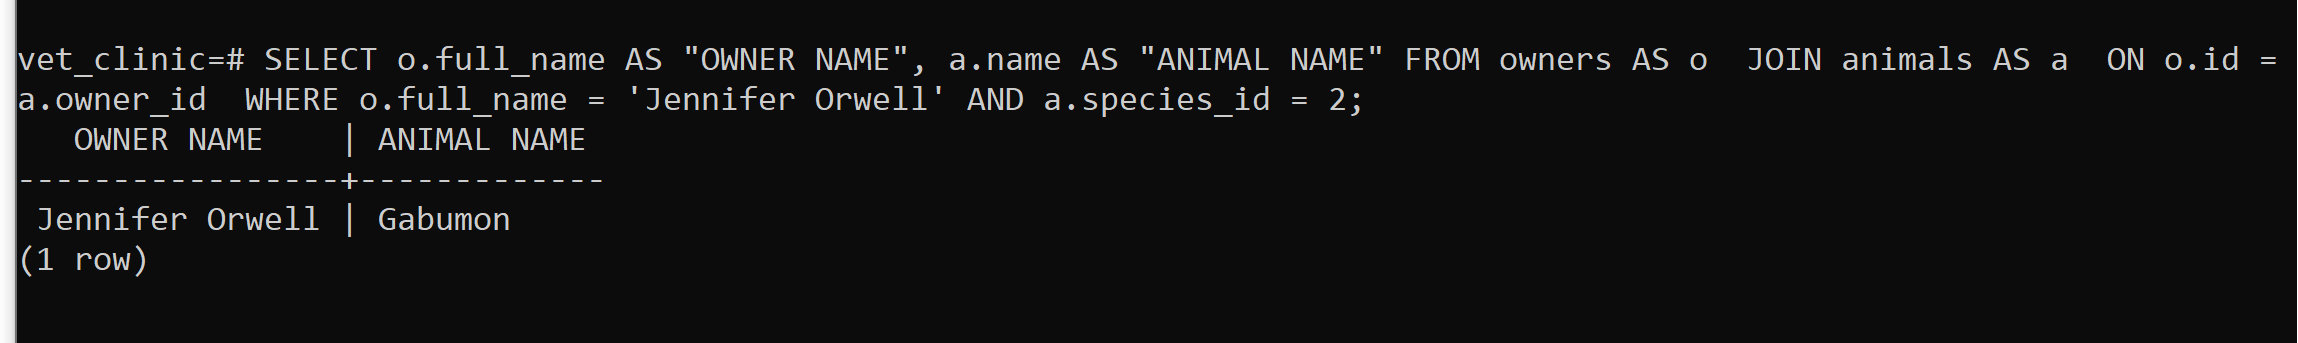 vet_clinic=# SELECT o.full_name AS "OWNER NAME", a.name AS "ANIMAL NAME" FROM owners AS o  JOIN animals AS a  ON o.id =
a.owner_id  WHERE o.full_name = 'Jennifer Orwell' AND a.species_id = 2;
   OWNER NAME    | ANIMAL NAME
-----------------+-------------
 Jennifer Orwell | Gabumon
(1 row)